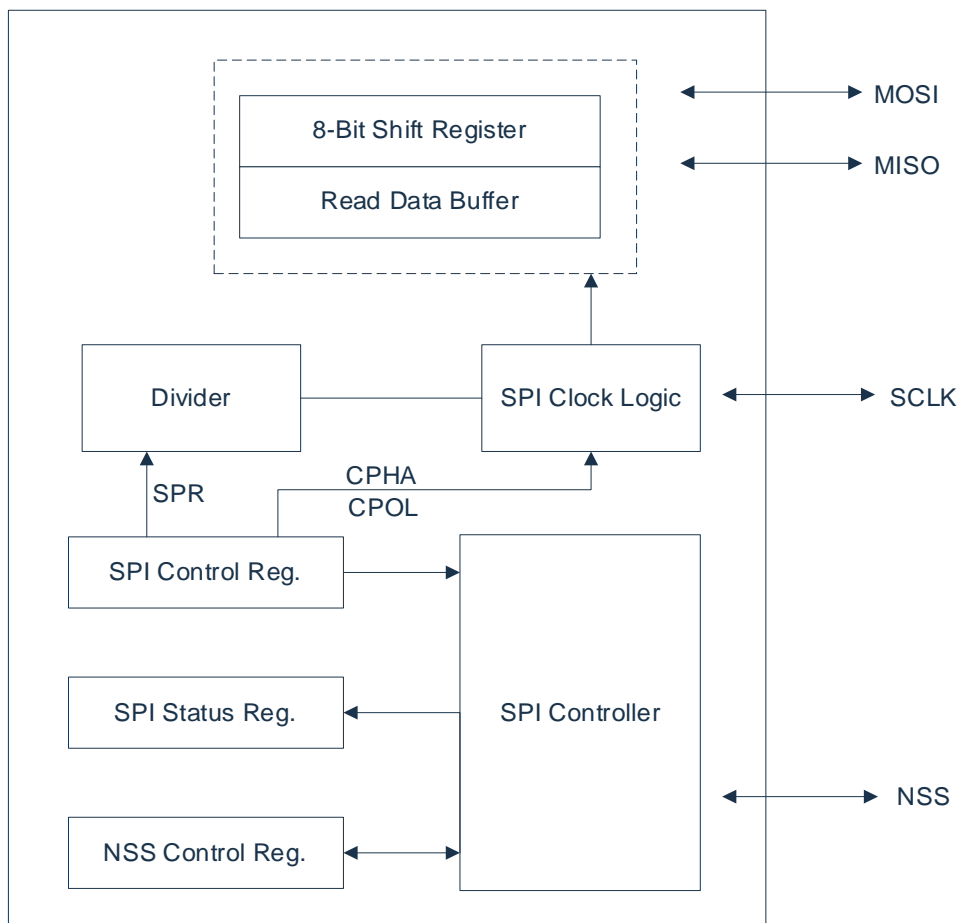 8-Bit Shift Register
Read Data Buffer
MOSI
MISO
Divider
SPI Clock Logic
SCLK
SPR
CPHA
CPOL
SPI Control Reg.
SPI Status Reg.
SPI Controller
NSS Control Reg.
NSS